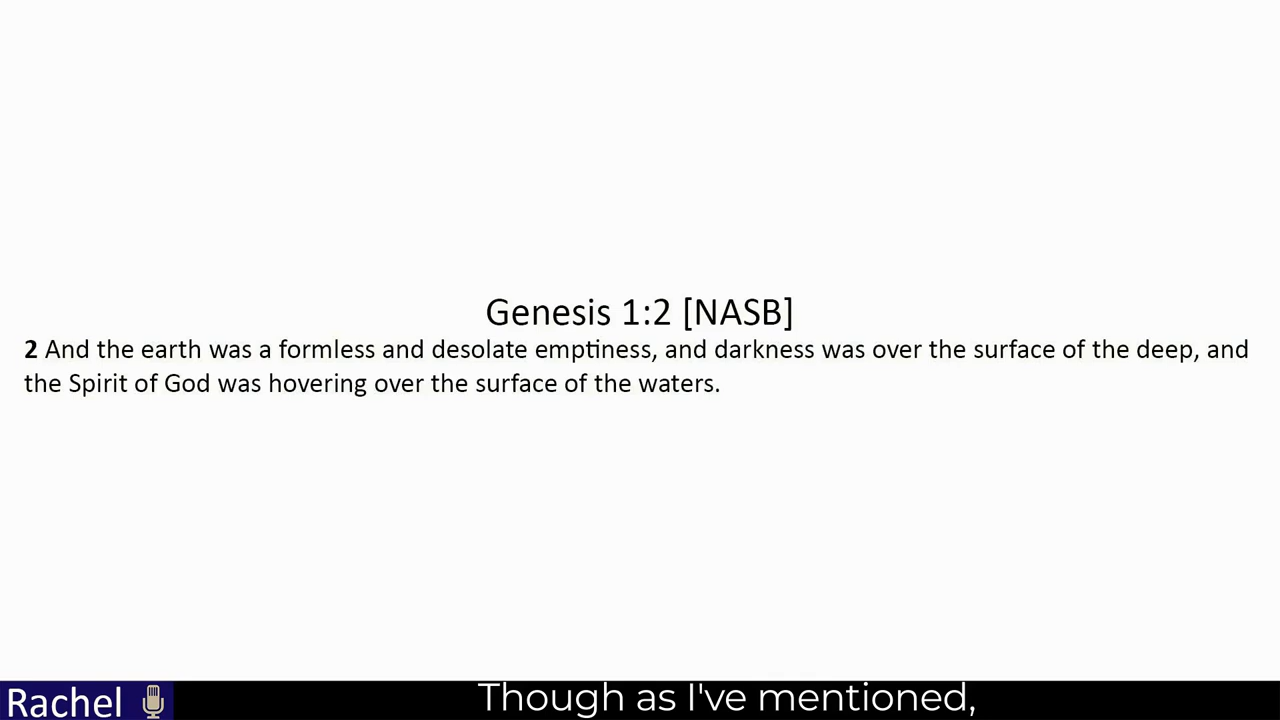 Genesis 1:2 [NASB]
2 And the earth was a formless and desolate emptiness, and darkness was over the surface of the deep, and
the Spirit of God was hovering over the surface of the waters.
Rachel
Though as I've mentioned,